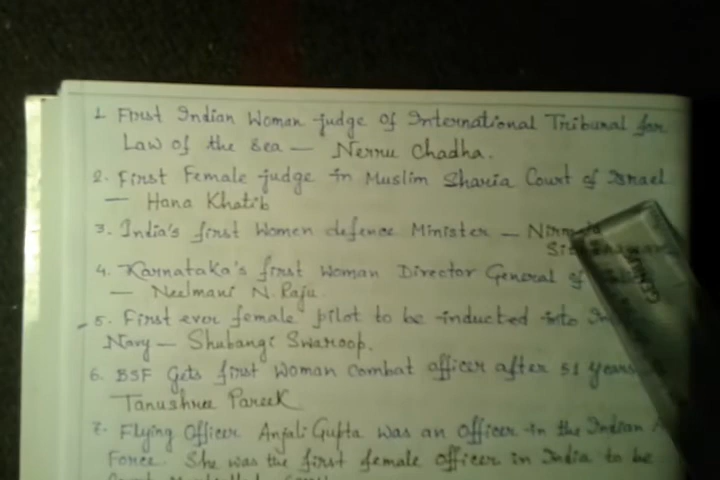 1. First Indian Woman judge of International Tribunal for
Law of the Sea — Neeru Chadha.
2. First Female judge in Muslim Sharia Court of Israel
— Hana Khatib
3. India's first Women defence Minister —
4. Karnataka's first Woman Director General of
— Neelmani N. Raju.
5. First ever female pilot to be inducted into
Navy — Shubangi Swaroop.
6. BSF Gets first Woman Combat officer after 51 years
Tanushree Pareek
7. Flying Officer Anjali Gupta was an Officer in the Indian
Force. She was the first female officer in India to be